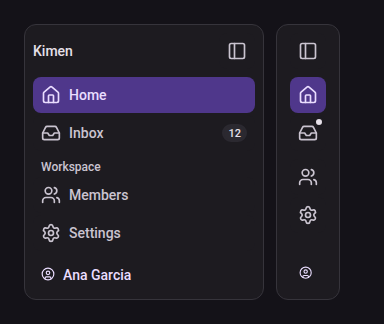 Kimen
Home
Inbox 12
Workspace
Members
Settings
Ana Garcia